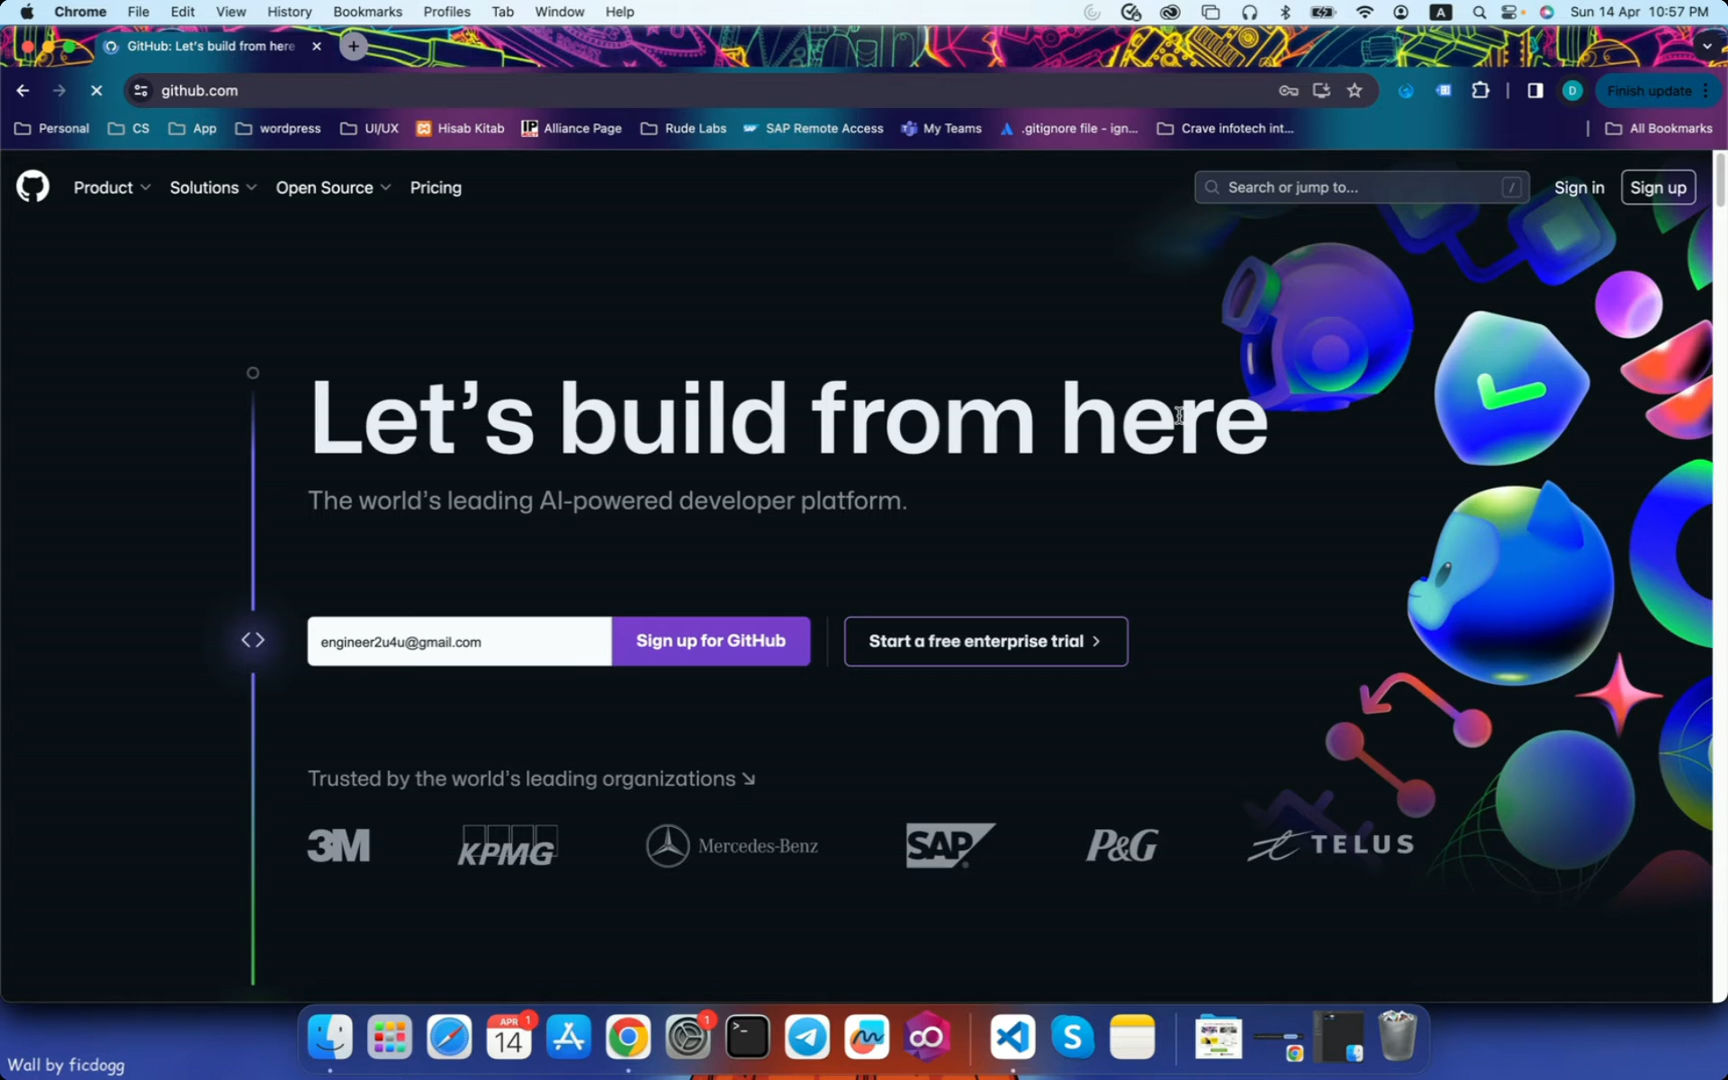 Chrome File Edit View History Bookmarks Profiles Tab Window Help A Sun 14 Apr 10:57 PM
GitHub: Let's build from here
github.com D Finish update
Personal CS App wordpress UI/UX Hisab Kitab Alliance Page Rude Labs SAP Remote Access My Teams .gitignore file - ign... Crave infotech int... All Bookmarks
Product Solutions Open Source Pricing Search or jump to... / Sign in Sign up
Let's build from here
The world's leading AI-powered developer platform.
engineer2u4u@gmail.com Sign up for GitHub Start a free enterprise trial
Trusted by the world's leading organizations
3M KPMG Mercedes-Benz SAP P&G TELUS
APR 1 1
14
Wall by ficdogg